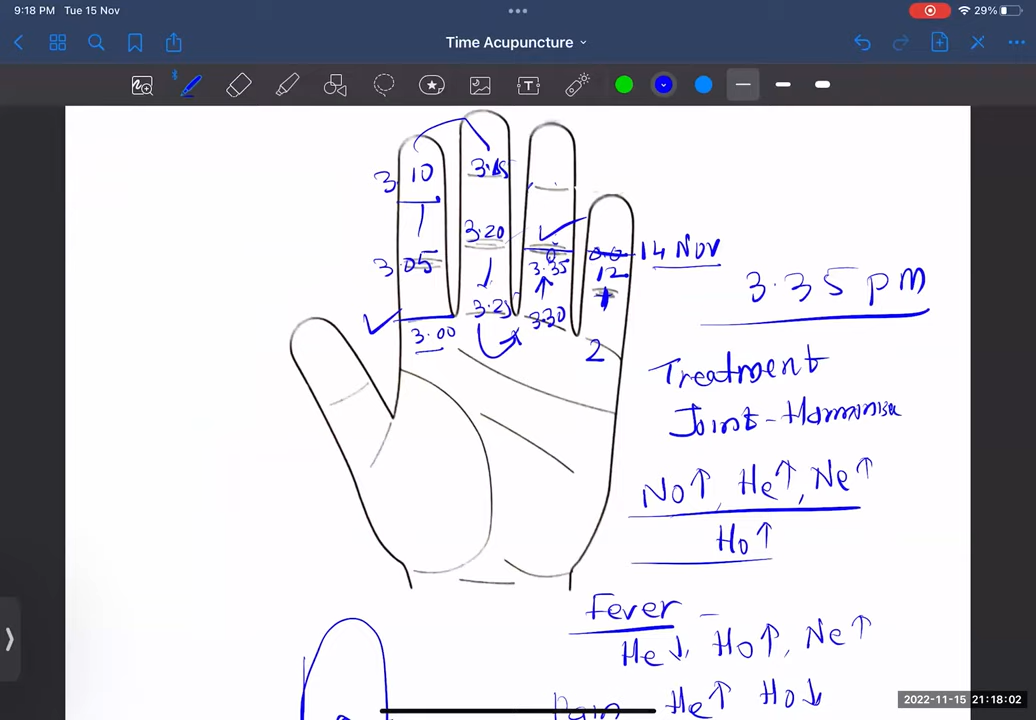 9:18 PM Tue 15 Nov
29%
Time Acupuncture
3.10
3.20
3.05
3.35
3.25
3.30
3.00
12
2
14 Nov
3.35 pm
Treatment
Joint - Harmonise
No↑, He↑, Ne↑
Ho↑
Fever -
He↓, Ho↑, Ne↑
Pain He↑ Ho↓
2022-11-15 21:18:02